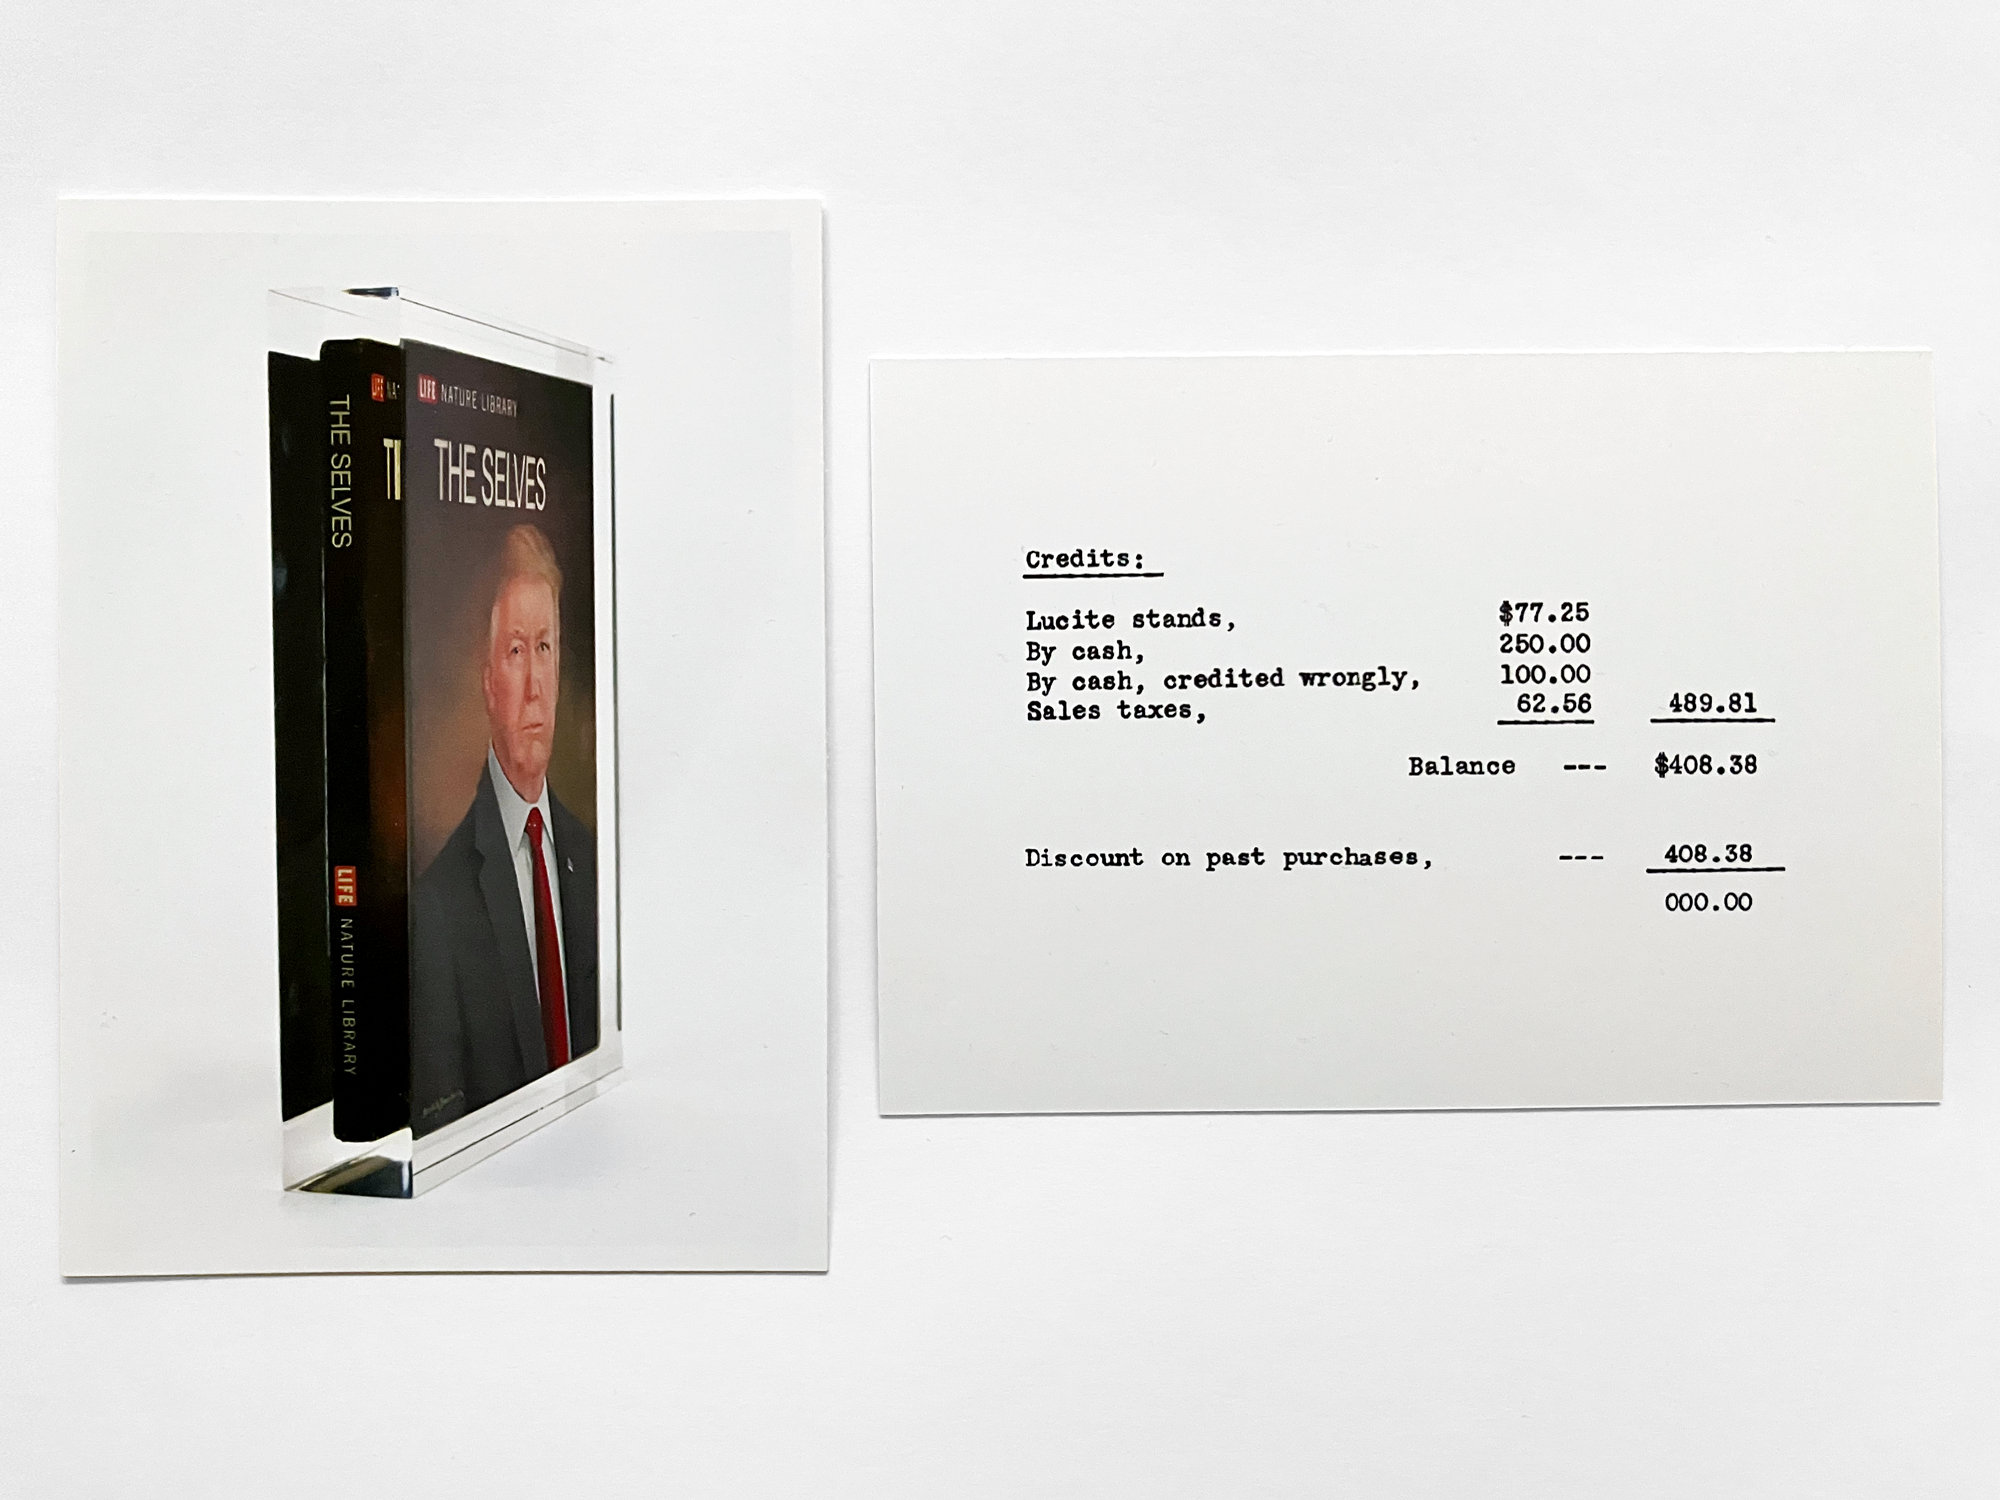 LIFE NATURE LIBRARY
THE SELVES
THE SELVES
LIFE NATURE LIBRARY
Credits:
Lucite stands, $77.25
By cash, 250.00
By cash, credited wrongly, 100.00
Sales taxes, 62.56 489.81
Balance --- $408.38
Discount on past purchases, --- 408.38
000.00